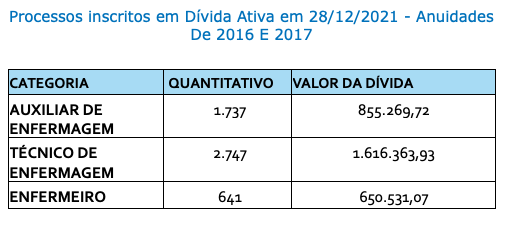 Processos inscritos em Dívida Ativa em 28/12/2021 - Anuidades
De 2016 E 2017
CATEGORIA QUANTITATIVO VALOR DA DÍVIDA
AUXILIAR DE ENFERMAGEM 1.737 855.269,72
TÉCNICO DE ENFERMAGEM 2.747 1.616.363,93
ENFERMEIRO 641 650.531,07